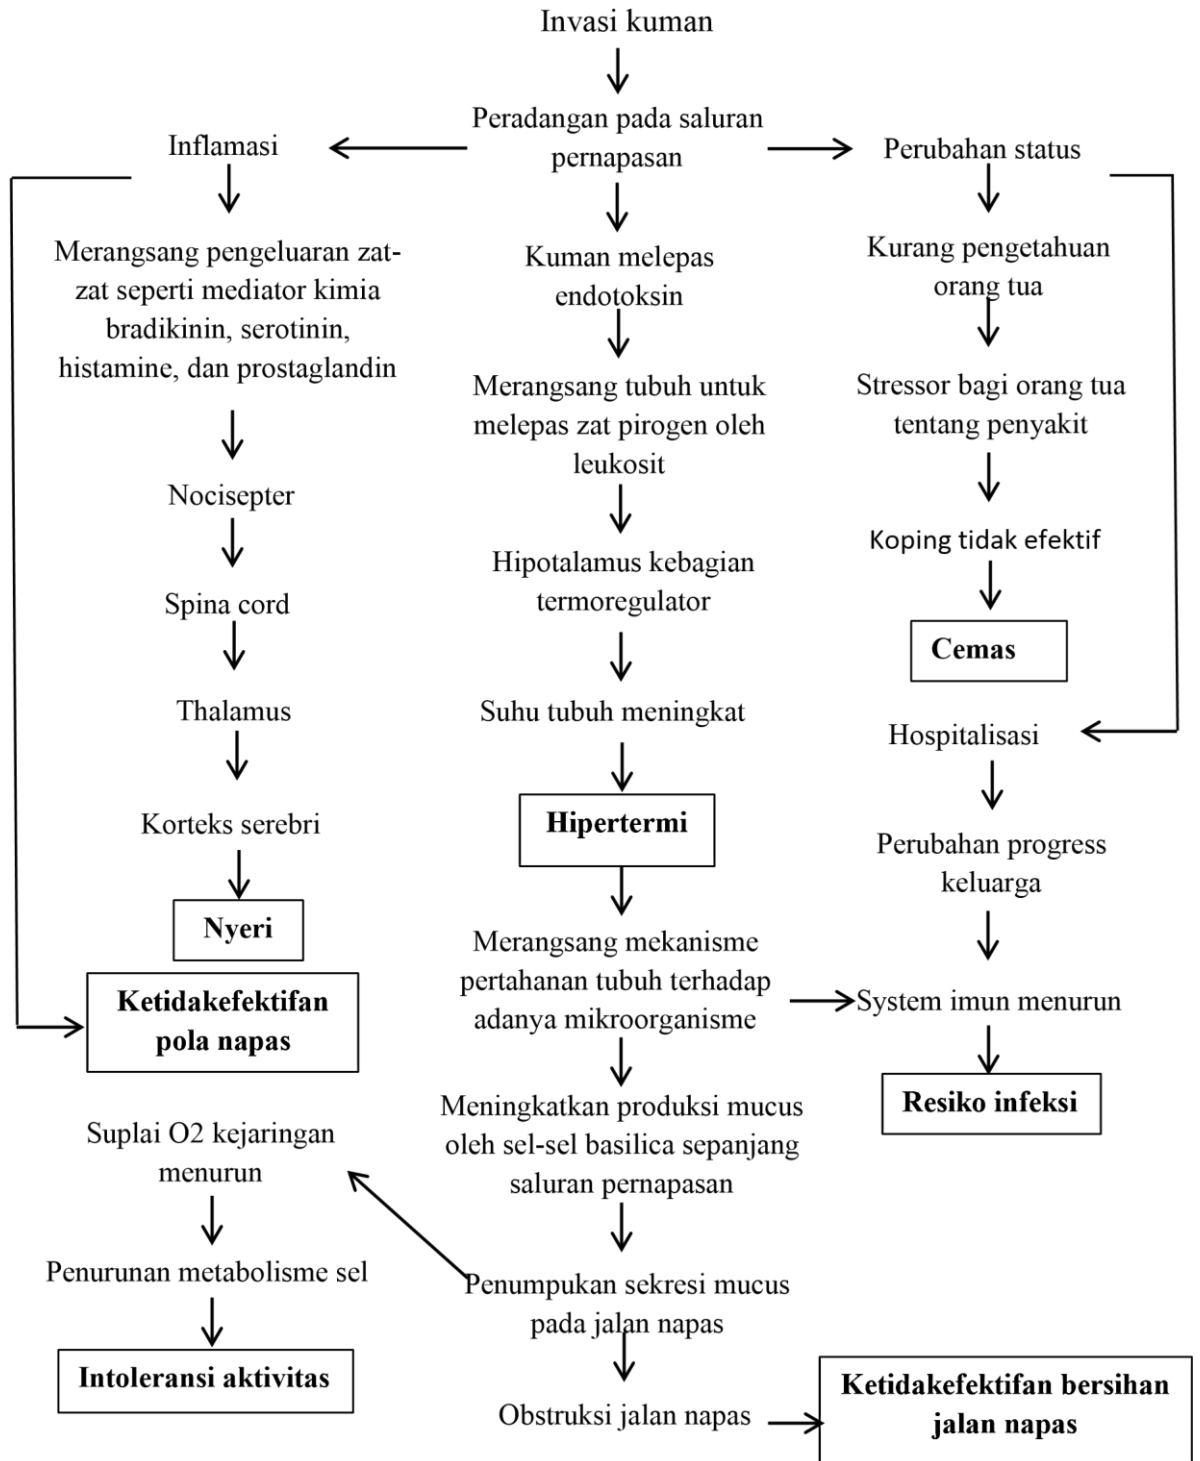 Invasi kuman
Peradangan pada saluran
pernapasan
Inflamasi
Perubahan status
Merangsang pengeluaran zat-
zat seperti mediator kimia
bradikinin, serotinin,
histamine, dan prostaglandin
Nocisepter
Spina cord
Thalamus
Korteks serebri
Nyeri
Ketidakefektifan
pola napas
Kuman melepas
endotoksin
Merangsang tubuh untuk
melepas zat pirogen oleh
leukosit
Hipotalamus kebagian
termoregulator
Suhu tubuh meningkat
Hipertermi
Merangsang mekanisme
pertahanan tubuh terhadap
adanya mikroorganisme
Meningkatkan produksi mucus
oleh sel-sel basilica sepanjang
saluran pernapasan
Penumpukan sekresi mucus
pada jalan napas
Obstruksi jalan napas
Kurang pengetahuan
orang tua
Stressor bagi orang tua
tentang penyakit
Koping tidak efektif
Cemas
Hospitalisasi
Perubahan progress
keluarga
System imun menurun
Resiko infeksi
Suplai O2 kejaringan
menurun
Penurunan metabolisme sel
Intoleransi aktivitas
Ketidakefektifan bersihan
jalan napas